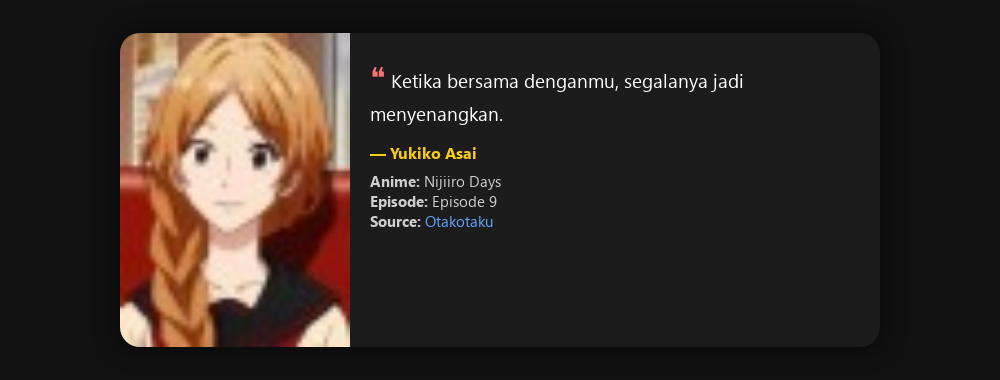 ❝ Ketika bersama denganmu, segalanya jadi
menyenangkan.
— Yukiko Asai
Anime: Nijiiro Days
Episode: Episode 9
Source: Otakotaku